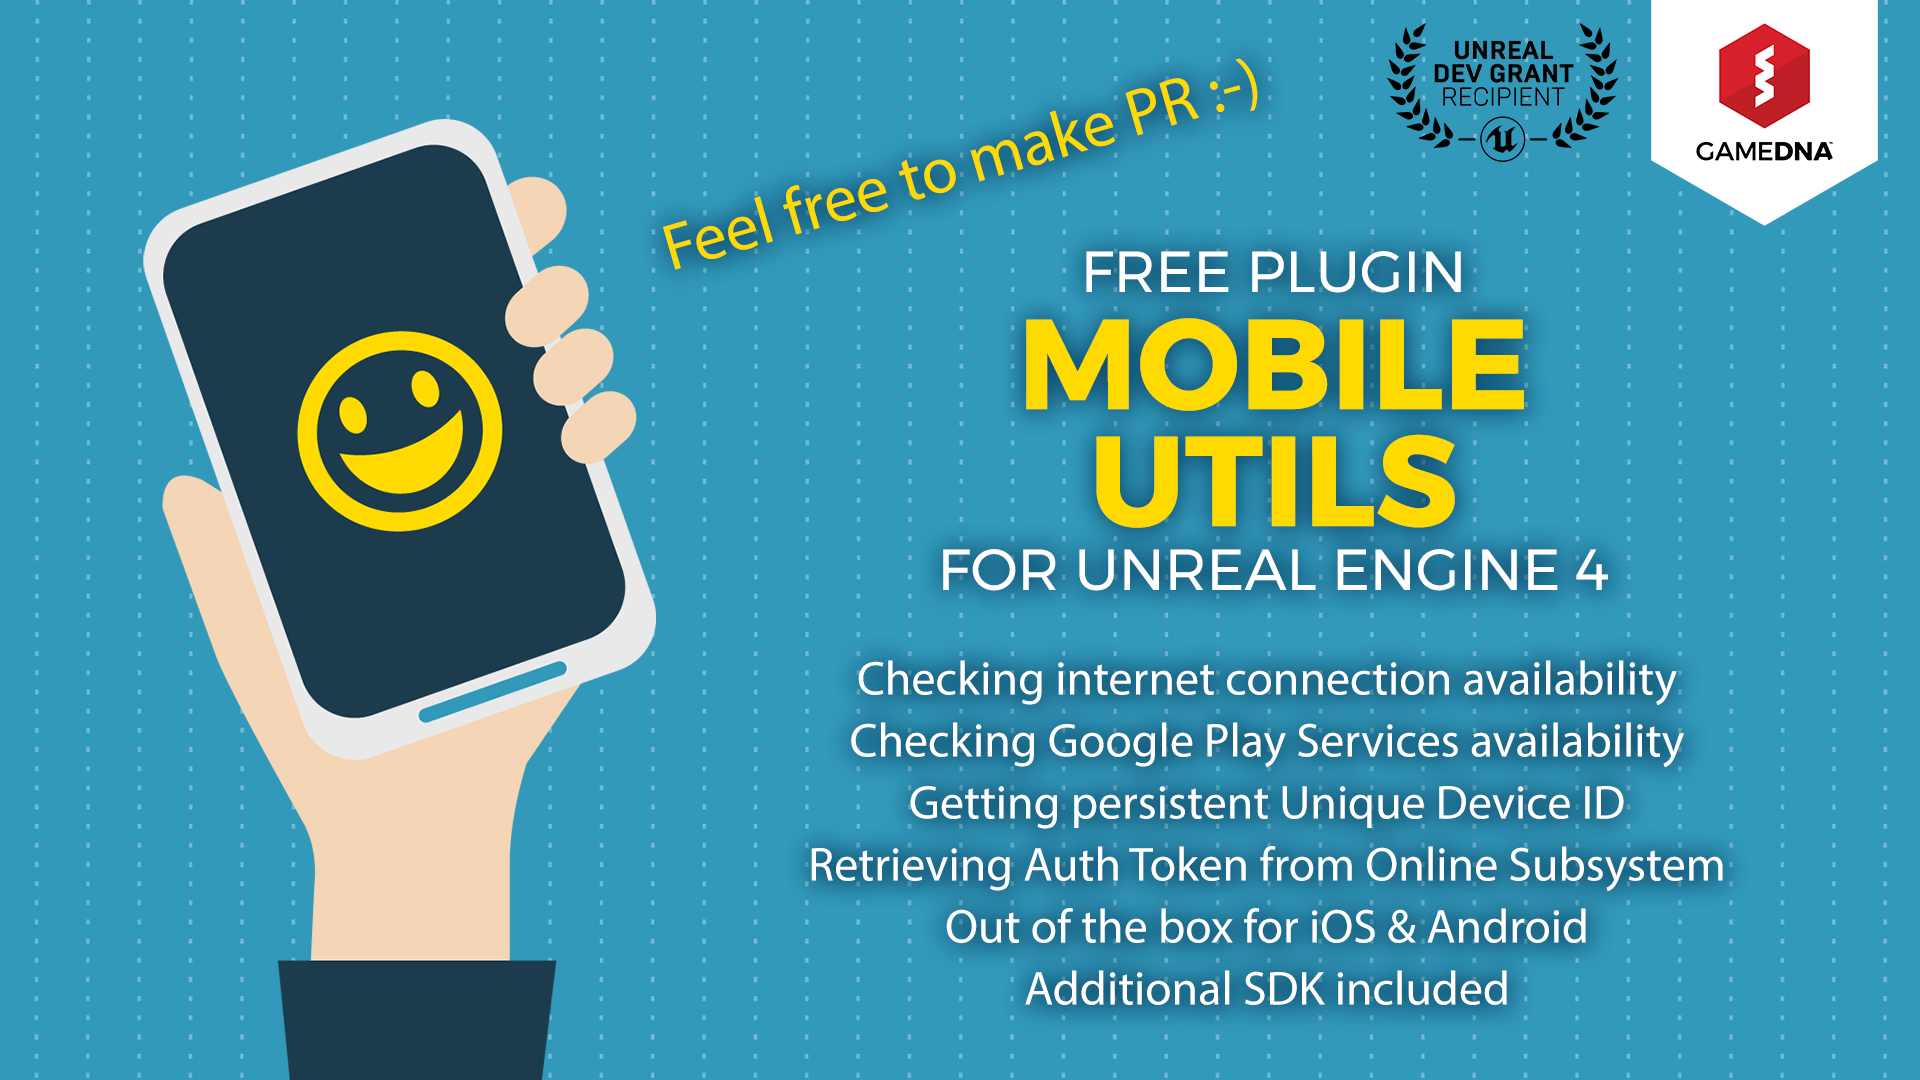 Feel free to make PR :-)
UNREAL
DEV GRANT
RECIPIENT
GAMEDNA
FREE PLUGIN
MOBILE
UTILS
FOR UNREAL ENGINE 4
Checking internet connection availability
Checking Google Play Services availability
Getting persistent Unique Device ID
Retrieving Auth Token from Online Subsystem
Out of the box for iOS & Android
Additional SDK included